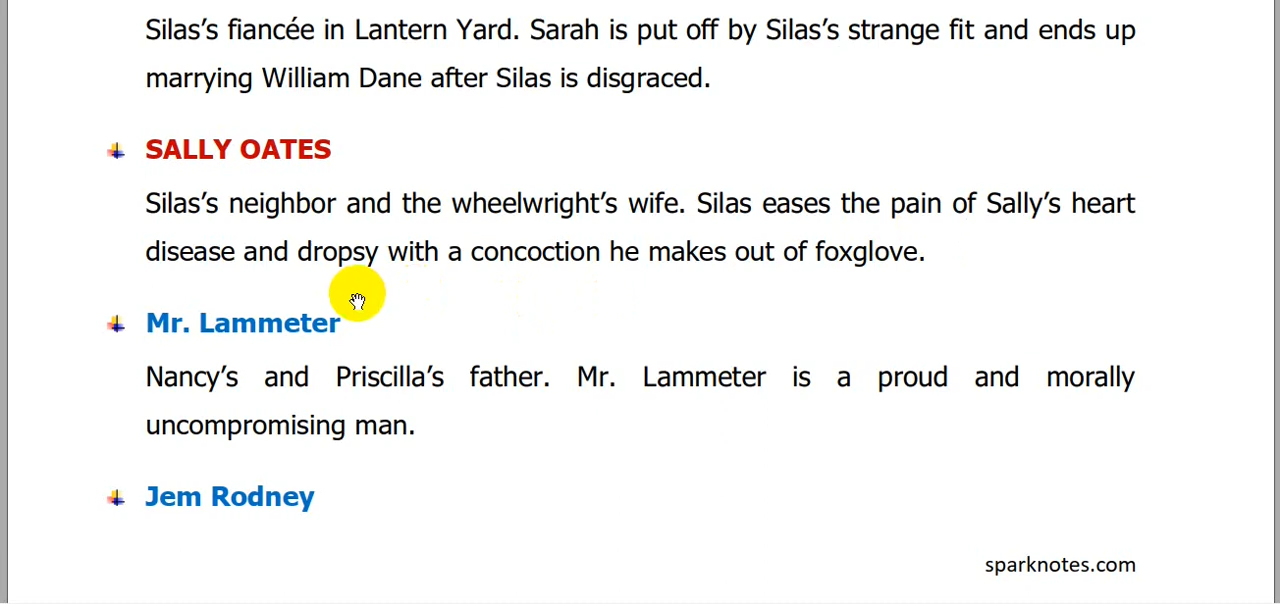 Silas’s fiancée in Lantern Yard. Sarah is put off by Silas’s strange fit and ends up
marrying William Dane after Silas is disgraced.
SALLY OATES
Silas’s neighbor and the wheelwright’s wife. Silas eases the pain of Sally’s heart
disease and dropsy with a concoction he makes out of foxglove.
Mr. Lammeter
Nancy’s and Priscilla’s father. Mr. Lammeter is a proud and morally
uncompromising man.
Jem Rodney
sparknotes.com